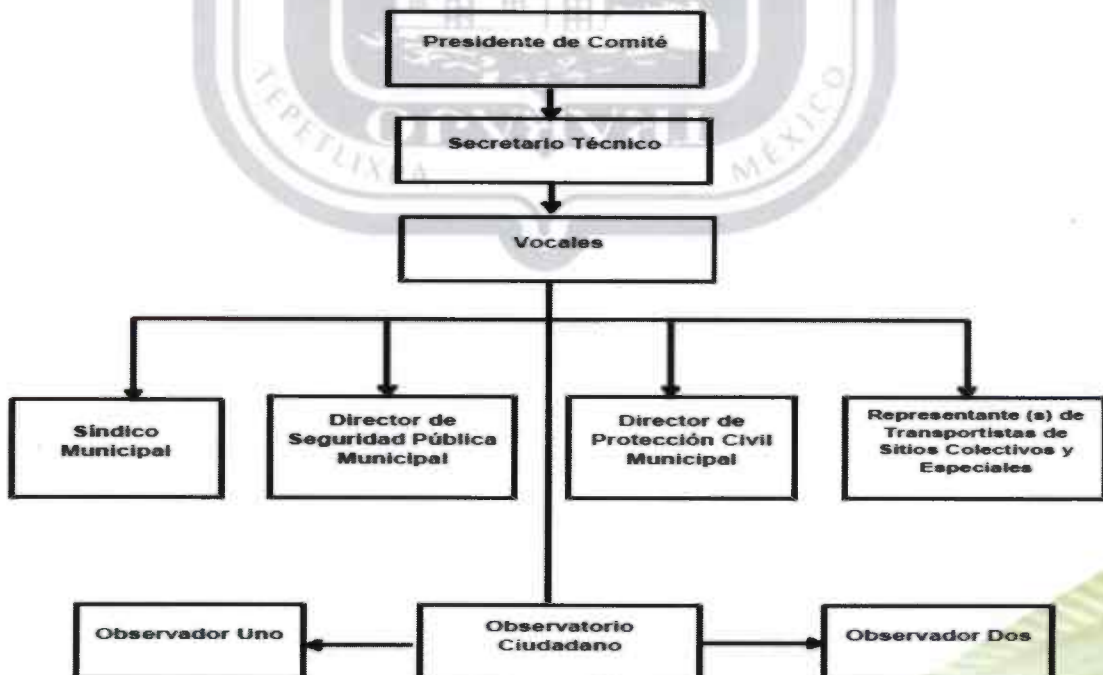 Presidente de Comité
TEPETLIXPA
MÉXICO
Secretario Técnico
Vocales
Síndico
Municipal
Director de
Seguridad Pública
Municipal
Director de
Protección Civil
Municipal
Representante (s) de
Transportistas de
Sitios Colectivos y
Especiales
Observador Uno
Observatorio
Ciudadano
Observador Dos